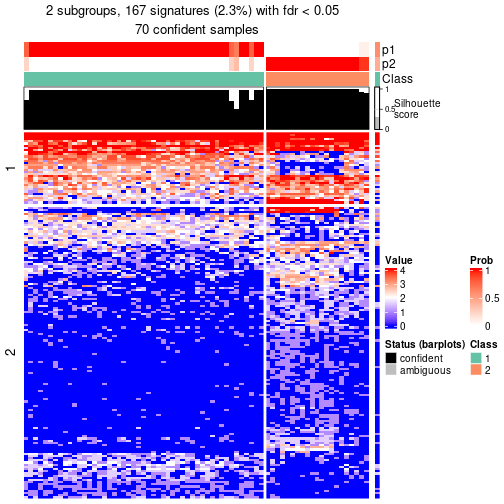 2 subgroups, 167 signatures (2.3%) with fdr < 0.05
70 confident samples
p1
p2
Class
1
0.5
0
Silhouette
score
1
2
Value
4
3
2
1
0
Prob
1
0.5
0
Status (barplots)
confident
ambiguous
Class
1
2